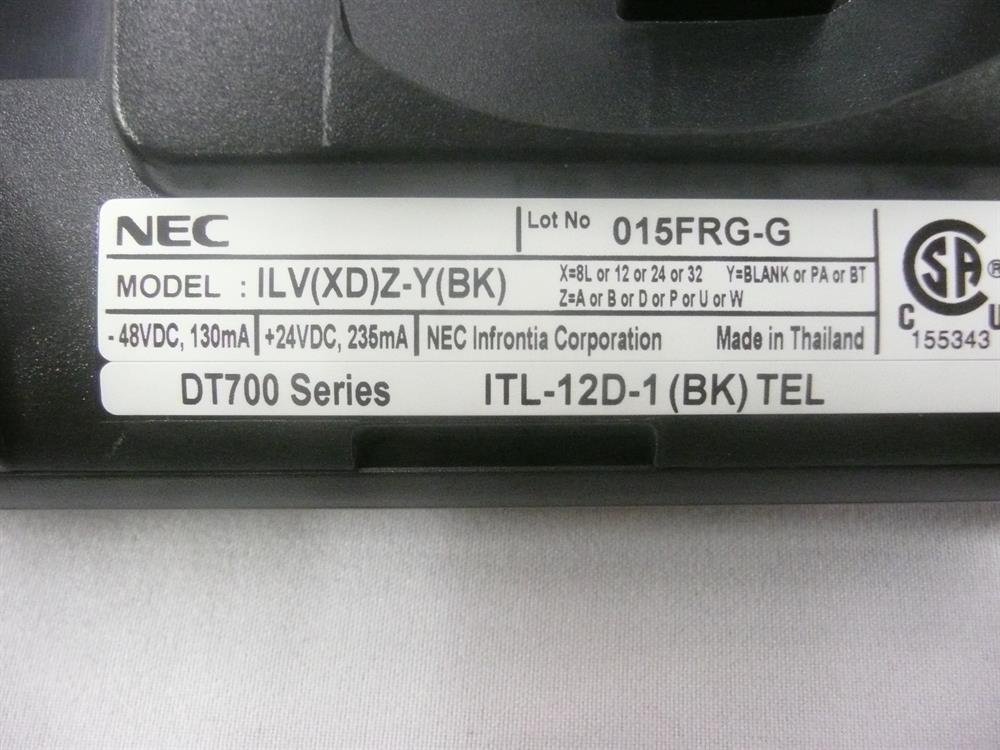 NEC
Lot No 015FRG-G
MODEL : ILV(XD)Z-Y(BK)
X=8L or 12 or 24 or 32 Y=BLANK or PA or BT
Z=A or B or D or P or U or W
- 48VDC, 130mA +24VDC, 235mA NEC Infrontia Corporation Made in Thailand
CSA ®
C U
155343
DT700 Series ITL-12D-1 (BK) TEL